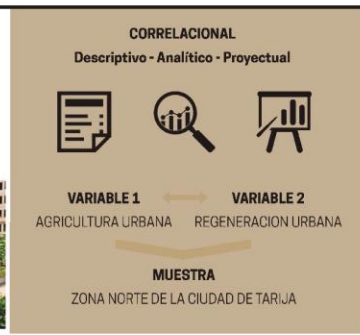 CORRELACIONAL
Descriptivo - Analítico - Proyectual
VARIABLE 1 VARIABLE 2
AGRICULTURA URBANA REGENERACION URBANA
MUESTRA
ZONA NORTE DE LA CIUDAD DE TARIJA